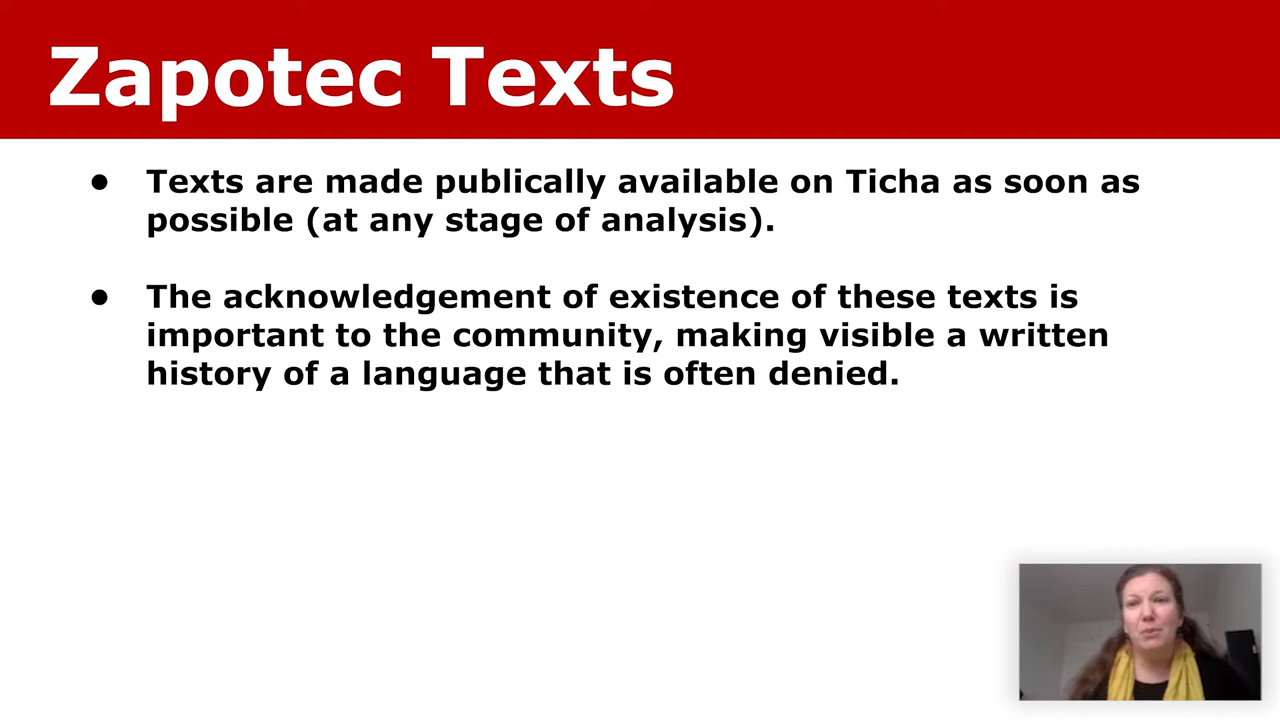 Zapotec Texts
● Texts are made publically available on Ticha as soon as
possible (at any stage of analysis).
● The acknowledgement of existence of these texts is
important to the community, making visible a written
history of a language that is often denied.